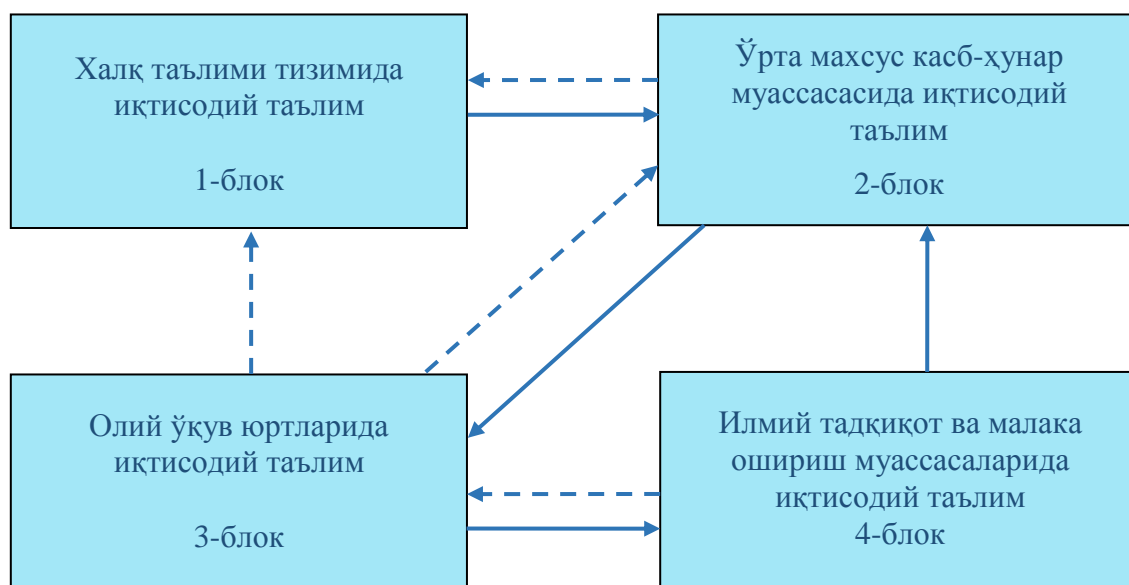 Халқ таълими тизимида
иқтисодий таълим
1-блок
Ўрта махсус касб-ҳунар
муассасасида иқтисодий
таълим
2-блок
Олий ўқув юртларида
иқтисодий таълим
3-блок
Илмий тадқиқот ва малака
ошириш муассасаларида
иқтисодий таълим
4-блок